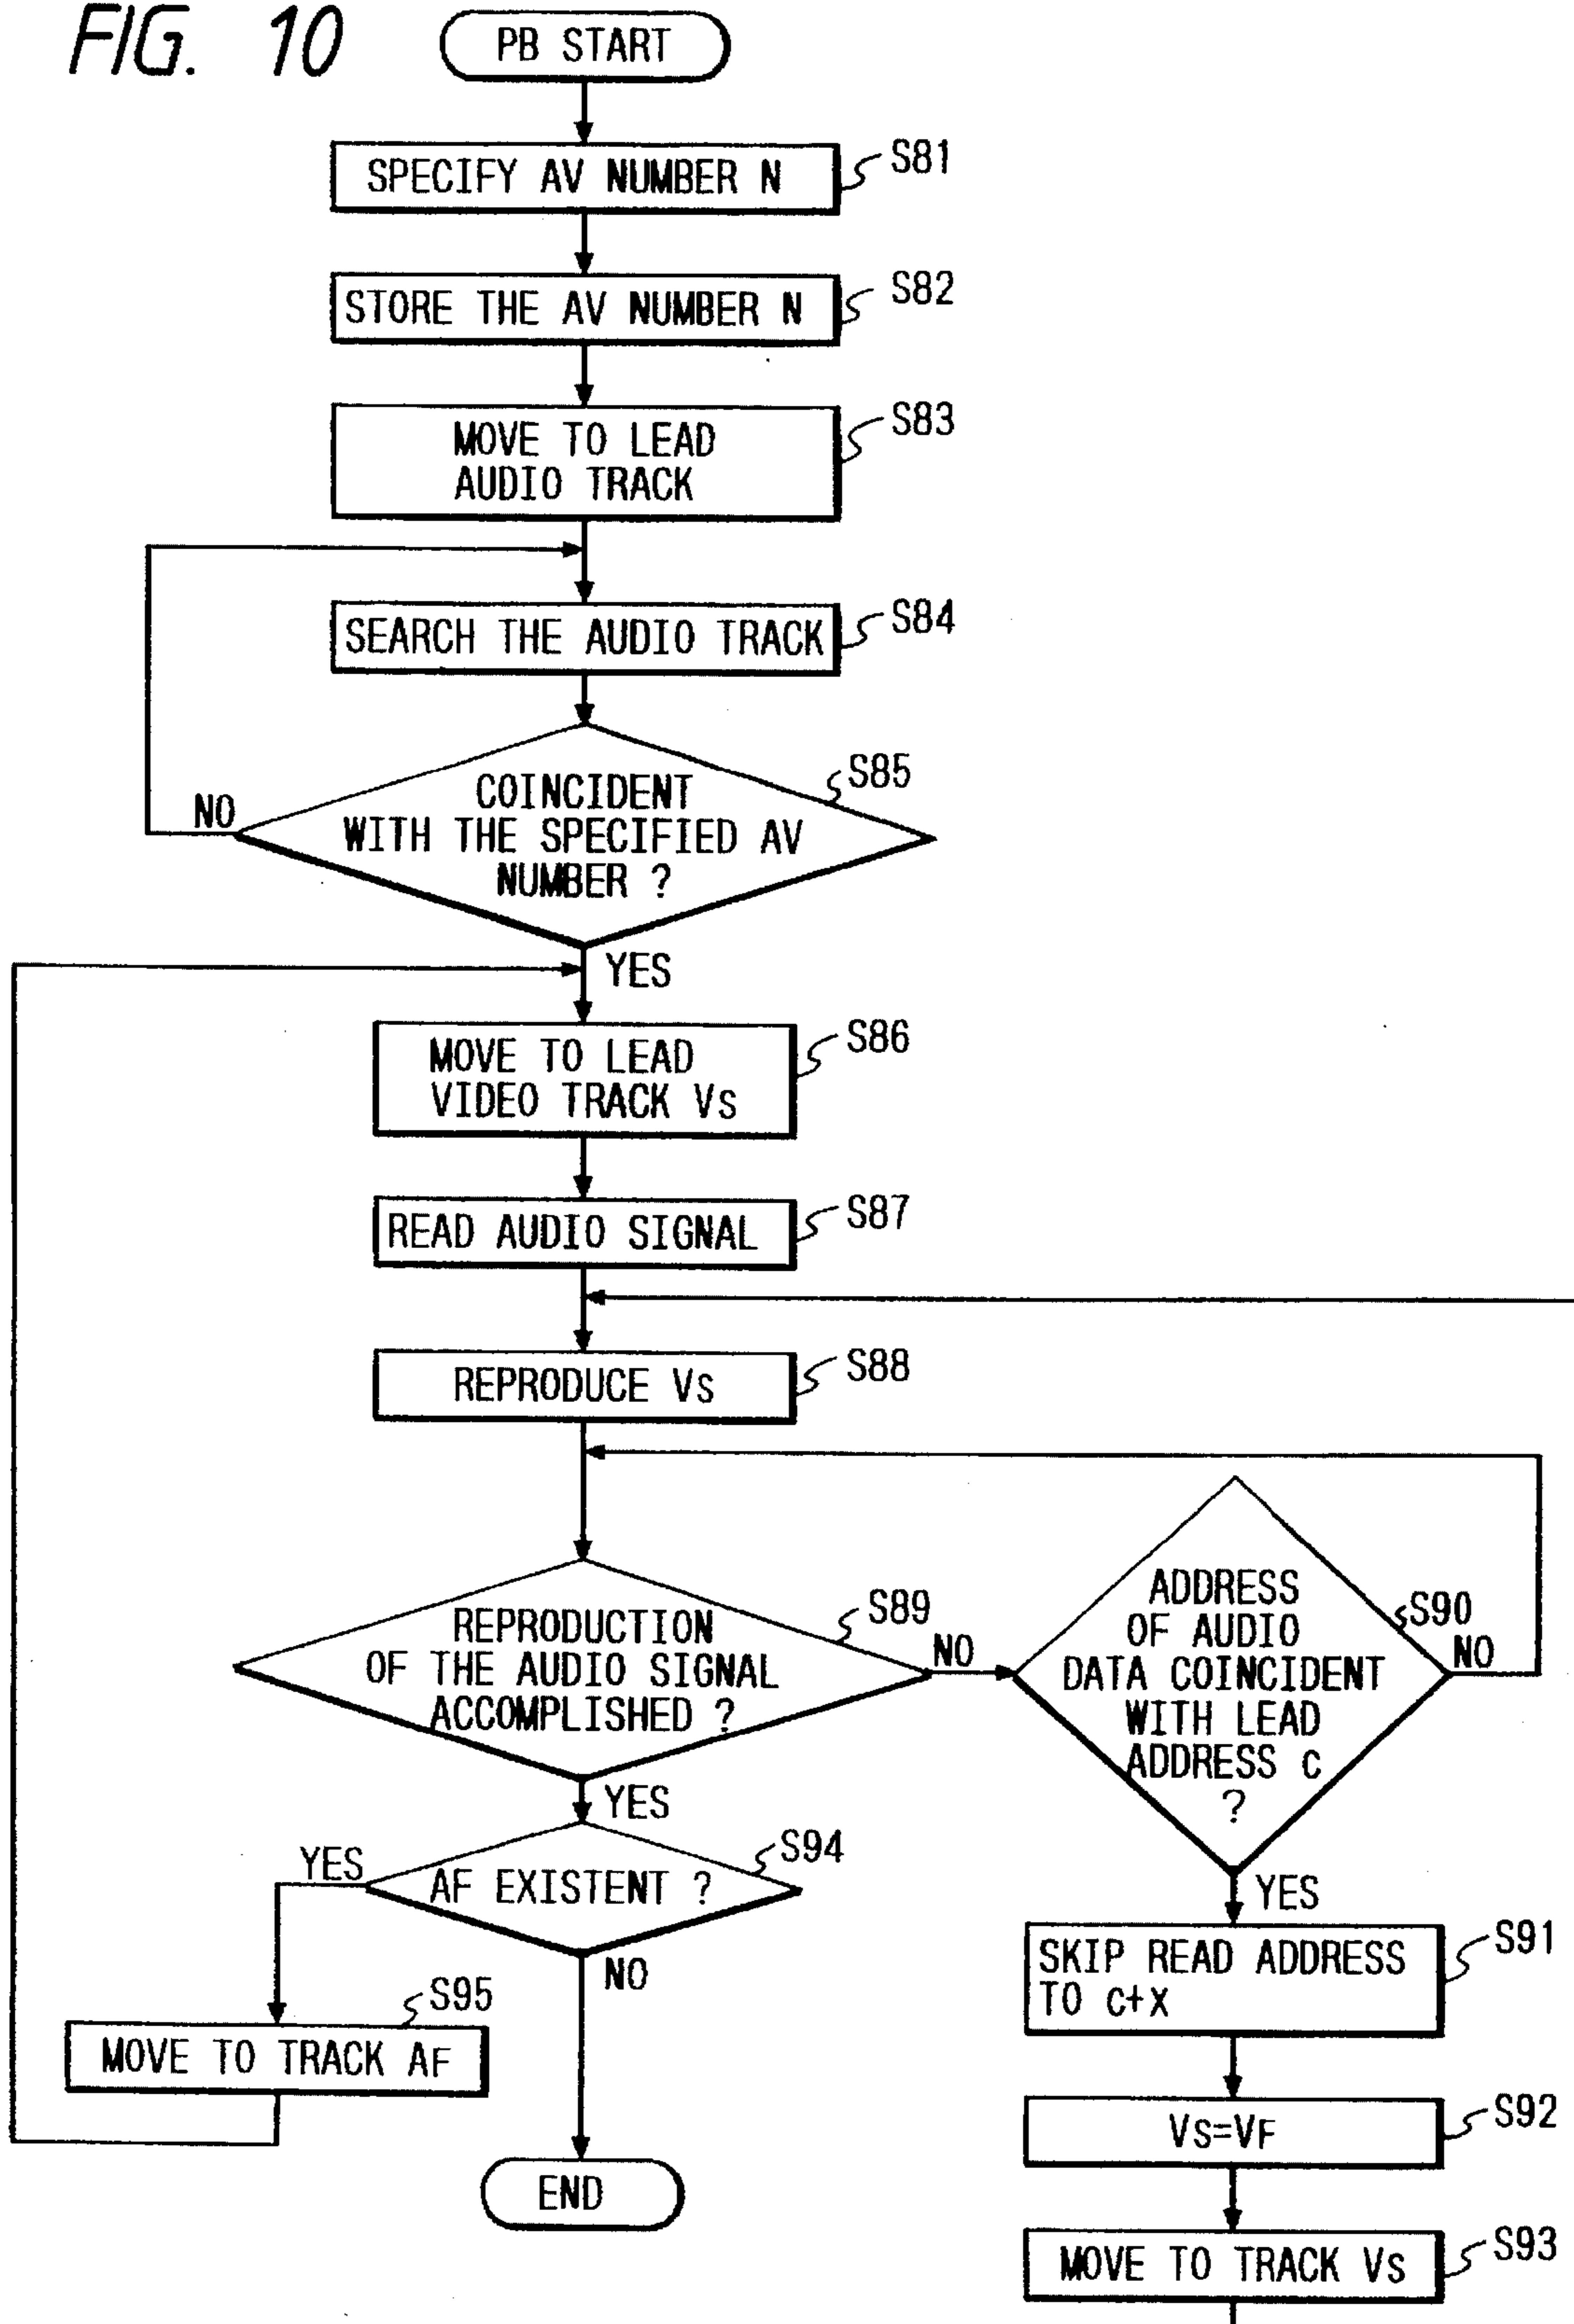 FIG. 10
PB START
SPECIFY AV NUMBER N
S81
STORE THE AV NUMBER N
S82
MOVE TO LEAD
AUDIO TRACK
S83
SEARCH THE AUDIO TRACK
S84
COINCIDENT
WITH THE SPECIFIED AV
NUMBER ?
S85
NO
YES
MOVE TO LEAD
VIDEO TRACK Vs
S86
READ AUDIO SIGNAL
S87
REPRODUCE Vs
S88
REPRODUCTION
OF THE AUDIO SIGNAL
ACCOMPLISHED ?
S89
NO
ADDRESS
OF AUDIO
DATA COINCIDENT
WITH LEAD
ADDRESS c
?
S90
NO
YES
YES
AF EXISTENT ?
S94
YES
NO
SKIP READ ADDRESS
TO c+x
S91
MOVE TO TRACK AF
S95
Vs=VF
S92
END
MOVE TO TRACK Vs
S93